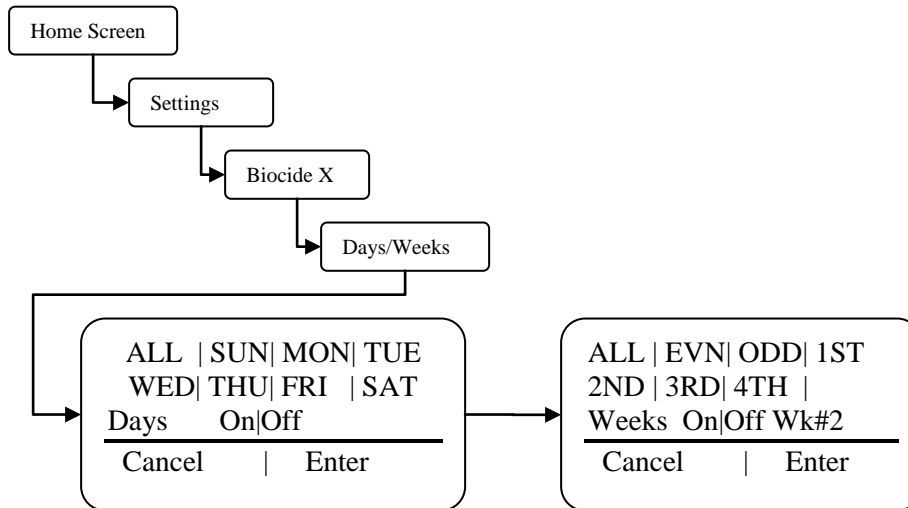 Home Screen
Settings
Biocide X
Days/Weeks
ALL | SUN| MON| TUE
WED| THU| FRI | SAT
Days On|Off
Cancel | Enter
ALL | EVN| ODD| 1ST
2ND | 3RD| 4TH |
Weeks On|Off Wk#2
Cancel | Enter